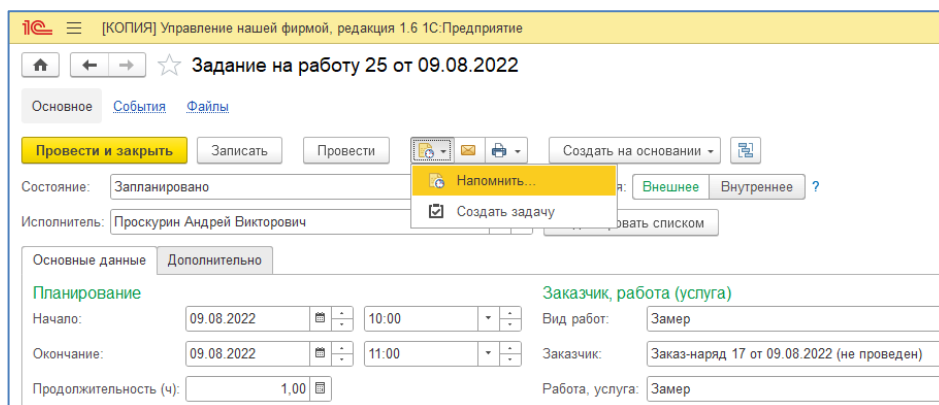 [КОПИЯ] Управление нашей фирмой, редакция 1.6 1С:Предприятие
Задание на работу 25 от 09.08.2022
Основное События Файлы
Провести и закрыть Записать Провести Создать на основании
Состояние: Запланировано Напомнить... Внешнее Внутреннее ?
Создать задачу
Исполнитель: Проскурин Андрей Викторович списком
Основные данные Дополнительно
Планирование Заказчик, работа (услуга)
Начало: 09.08.2022 10:00 Вид работ: Замер
Окончание: 09.08.2022 11:00 Заказчик: Заказ-наряд 17 от 09.08.2022 (не проведен)
Продолжительность (ч): 1,00 Работа, услуга: Замер